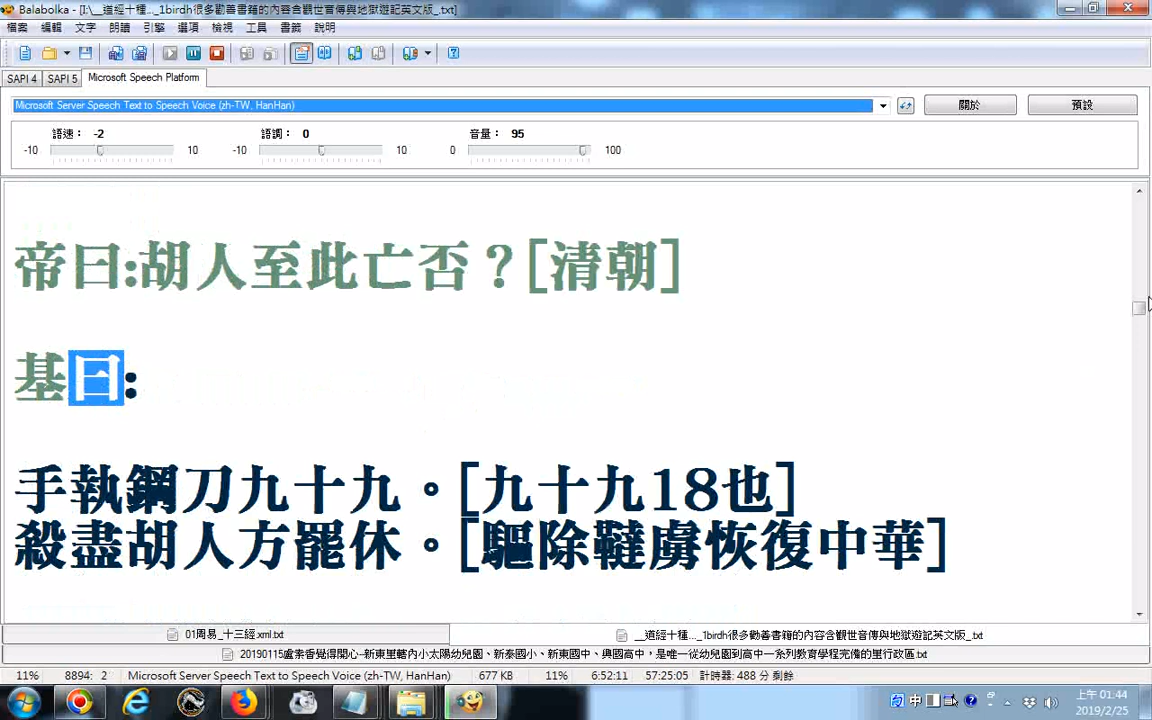 Balabolka - [I:\__道經十種..._1birdh很多勸善書籍的內容含觀世音傳與地獄遊記英文版_.txt]
檔案 編輯 文字 朗讀 引擎 選項 檢視 工具 書籤 說明
SAPI 4 SAPI 5 Microsoft Speech Platform
Microsoft Server Speech Text to Speech Voice (zh-TW, HanHan)
關於 預設
語速： -2 語調： 0 音量： 95
-10 10 -10 10 0 100
帝曰:胡人至此亡否？[清朝]
基曰:
手執鋼刀九十九。[九十九18也]
殺盡胡人方罷休。[驅除韃虜恢復中華]
01周易_十三經.xml.txt
__道經十種..._1birdh很多勸善書籍的內容含觀世音傳與地獄遊記英文版_.txt
20190115盧素香覺得開心--新東里轄內小太陽幼兒園、新泰國小、新東國中、興國高中，是唯一從幼兒園到高中一系列教育學程完備的里行政區.txt
11% 8894: 2 Microsoft Server Speech Text to Speech Voice (zh-TW, HanHan) 677 KB 11% 6:52:11 57:25:05 計時器: 488 分 剩餘
中
上午 01:44
2019/2/25